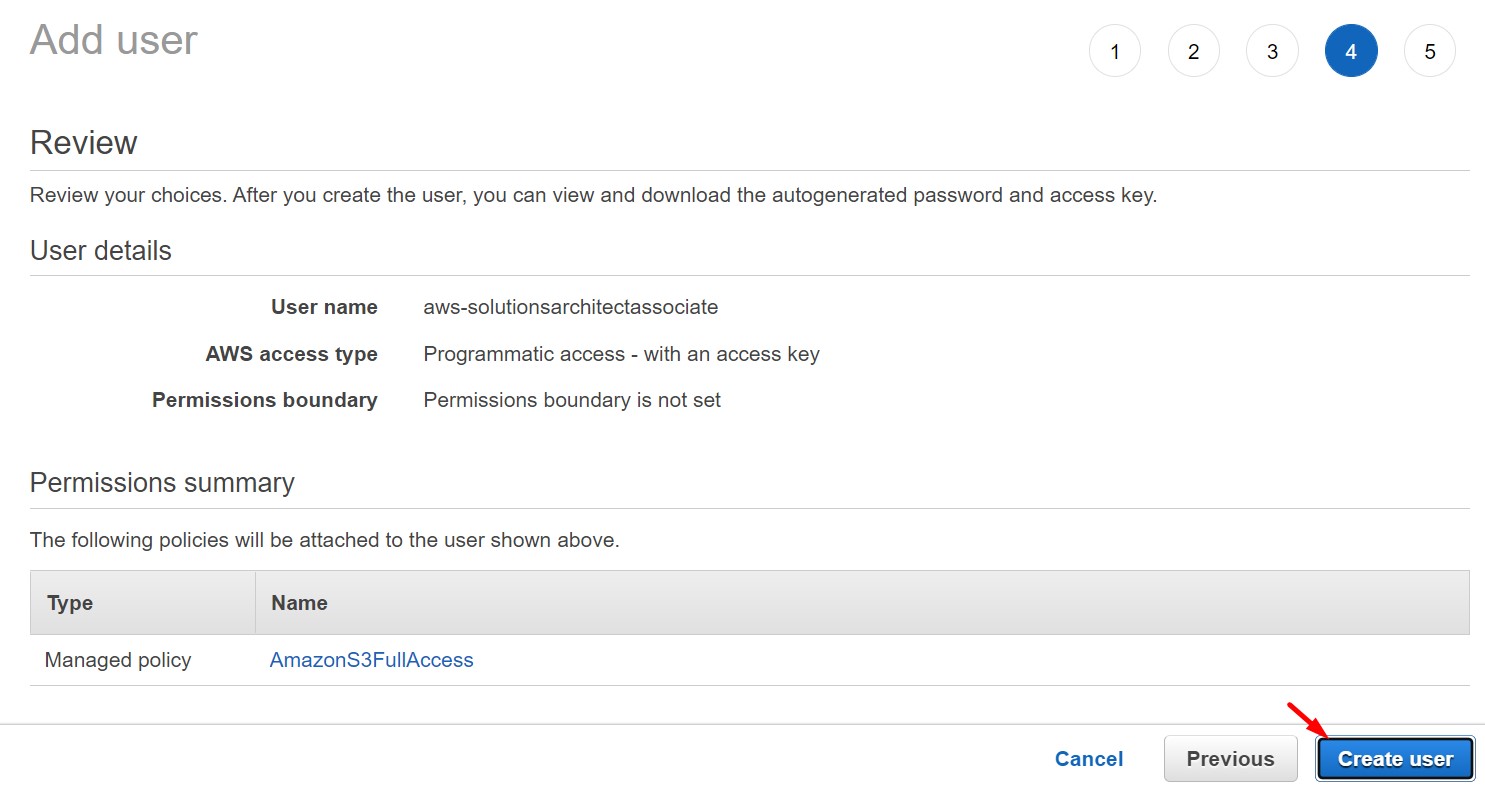 Add user
1 2 3 4 5
Review
Review your choices. After you create the user, you can view and download the autogenerated password and access key.
User details
User name aws-solutionsarchitectassociate
AWS access type Programmatic access - with an access key
Permissions boundary Permissions boundary is not set
Permissions summary
The following policies will be attached to the user shown above.
Type Name
Managed policy AmazonS3FullAccess
Cancel Previous Create user